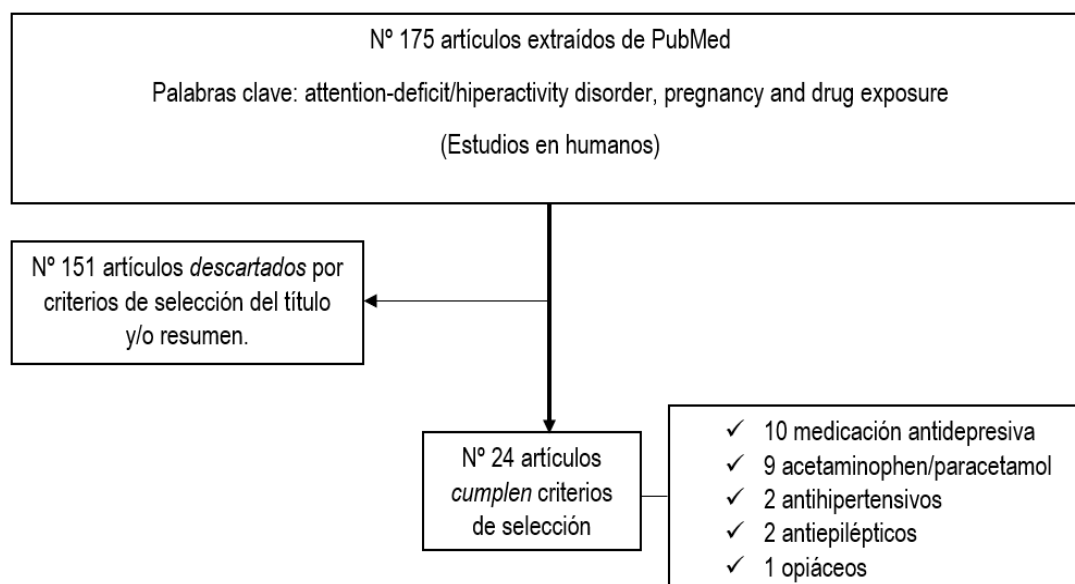 Nº 175 artículos extraídos de PubMed
Palabras clave: attention-deficit/hiperactivity disorder, pregnancy and drug exposure
(Estudios en humanos)
Nº 151 artículos descartados por
criterios de selección del título
y/o resumen.
Nº 24 artículos
cumplen criterios
de selección
✓ 10 medicación antidepresiva
✓ 9 acetaminophen/paracetamol
✓ 2 antihipertensivos
✓ 2 antiepilépticos
✓ 1 opiáceos